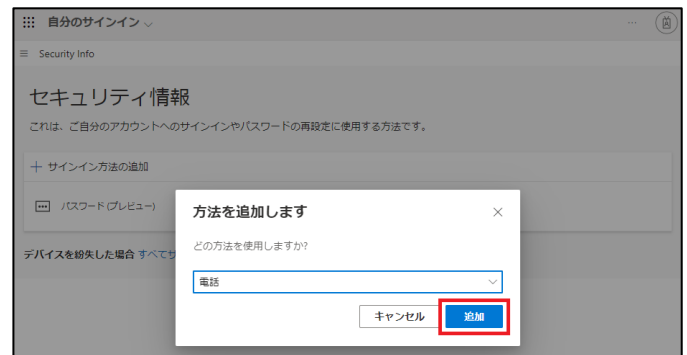 自分のサインイン
...
Security Info
セキュリティ情報
これは、ご自分のアカウントへのサインインやパスワードの再設定に使用する方法です。
+ サインイン方法の追加
パスワード (プレビュー)
方法を追加します
どの方法を使用しますか?
デバイスを紛失した場合 すべてサ
電話
キャンセル 追加